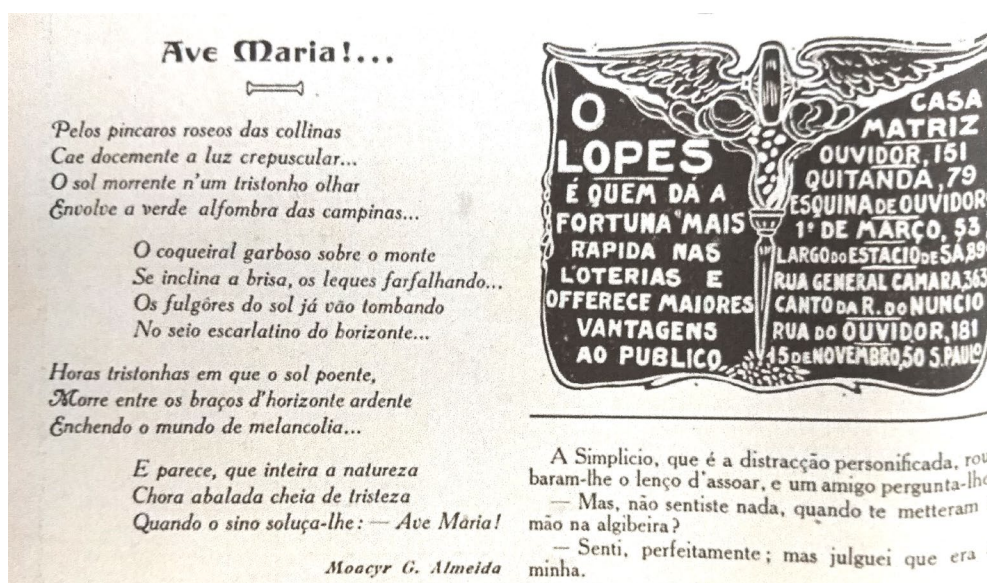 Ave Maria!...
Pelos pincaros roseos das collinas
Cae docemente a luz crepuscular...
O sol morrente n'um tristonho olhar
Envolve a verde alfombra das campinas...
O coqueiral garboso sobre o monte
Se inclina a brisa, os leques farfalhando...
Os fulgôres do sol já vão tombando
No seio escarlatino do horizonte...
Horas tristonhas em que o sol poente,
Morre entre os braços d'horizonte ardente
Enchendo o mundo de melancolia...
E parece, que inteira a natureza
Chora abalada cheia de tristeza
Quando o sino soluça-lhe: — Ave Maria!
Moacyr G. Almeida
O
LOPES
É QUEM DÁ A
FORTUNA MAIS
RAPIDA NAS
LOTERIAS E
OFFERECE MAIORES
VANTAGENS
AO PUBLICO
CASA
MATRIZ
OUVIDOR, 151
QUITANDA, 79
ESQUINA DE OUVIDOR
1º DE MARÇO, 53
LARGO DO ESTACIO DE SÁ, 89
RUA GENERAL CAMARA, 363
CANTO DA R. DO NUNCIO
RUA DO OUVIDOR, 181
15 DE NOVEMBRO, 50 S. PAULO
A Simplicio, que é a distracção personificada, rou
baram-lhe o lenço d'assoar, e um amigo pergunta-lhe
— Mas, não sentiste nada, quando te metteram
mão na algibeira?
— Senti, perfeitamente; mas julguei que era
minha.